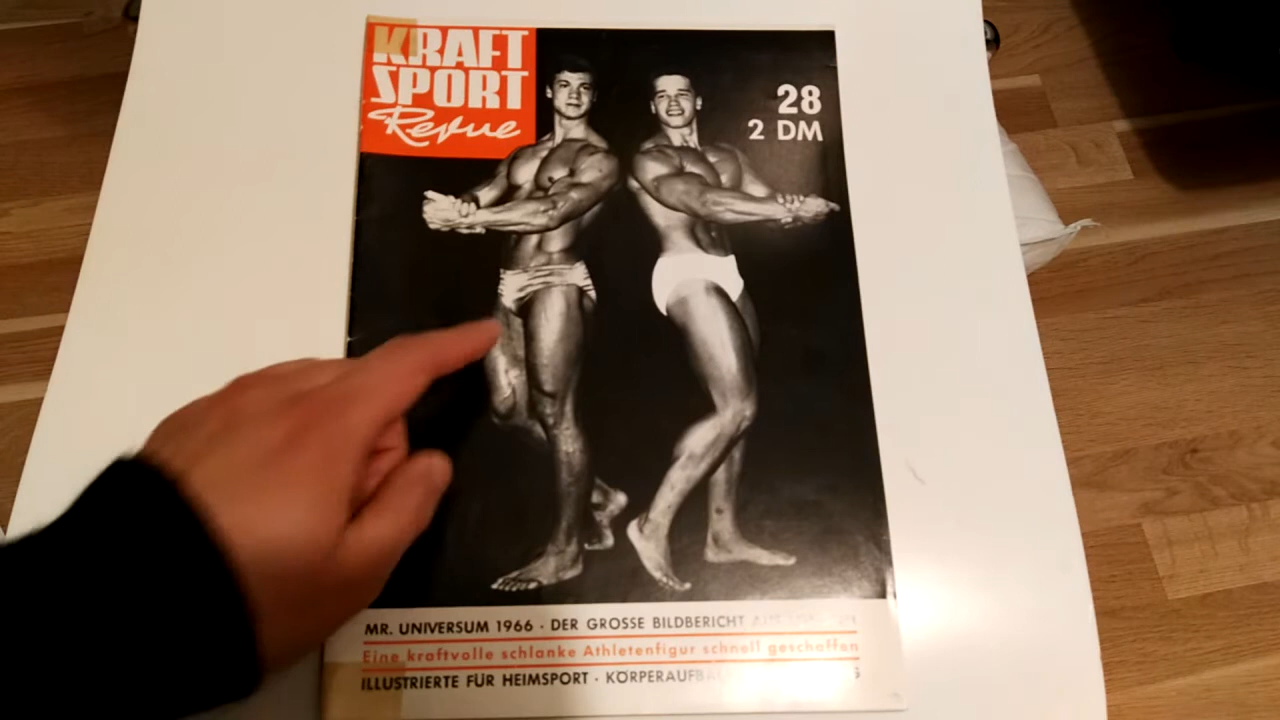 KRAFT
SPORT
Revue
28
2 DM
MR. UNIVERSUM 1966 · DER GROSSE BILDBERICHT
Eine kraftvolle schlanke Athletenfigur schnell geschaffen
ILLUSTRIERTE FÜR HEIMSPORT ·